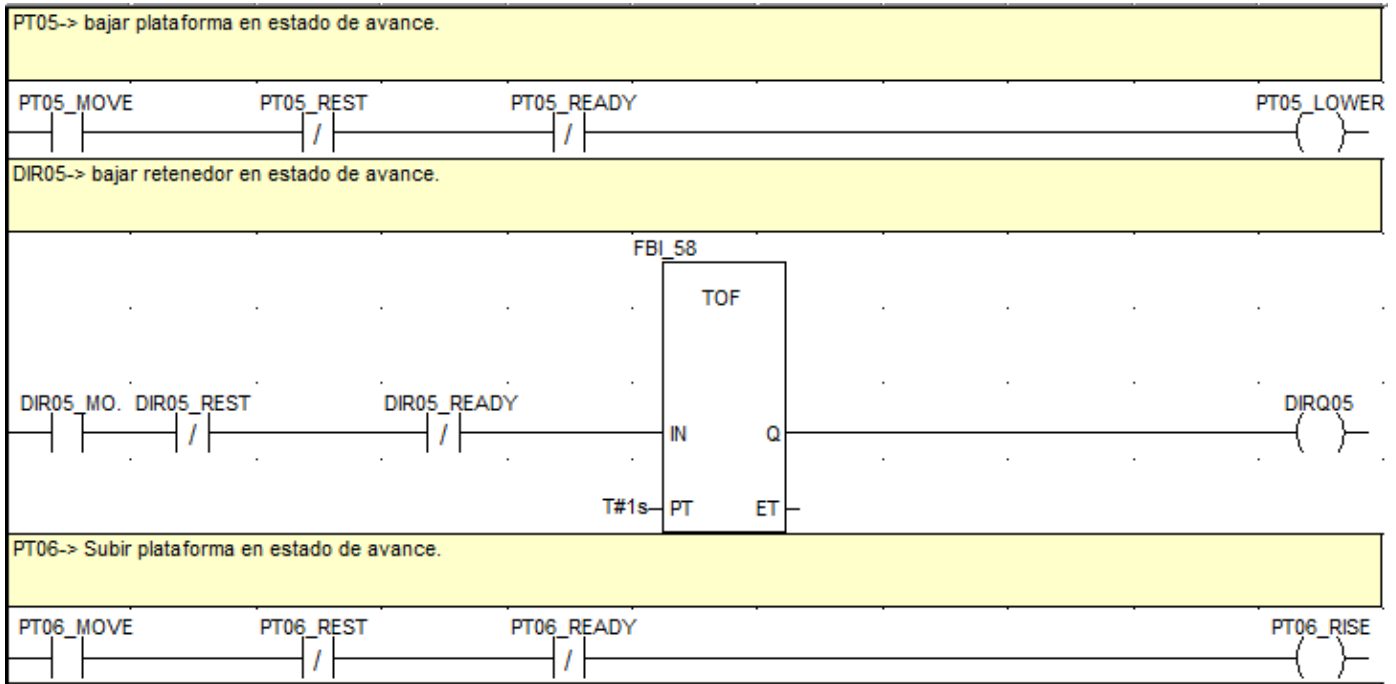 PT05-> bajar plataforma en estado de avance.
PT05_MOVE PT05_REST PT05_READY PT05_LOWER
/ /
DIR05-> bajar retenedor en estado de avance.
FBI_58
TOF
DIR05_MO. DIR05_REST DIR05_READY DIRQ05
/ / IN Q
T#1s PT ET
PT06-> Subir plataforma en estado de avance.
PT06_MOVE PT06_REST PT06_READY PT06_RISE
/ /